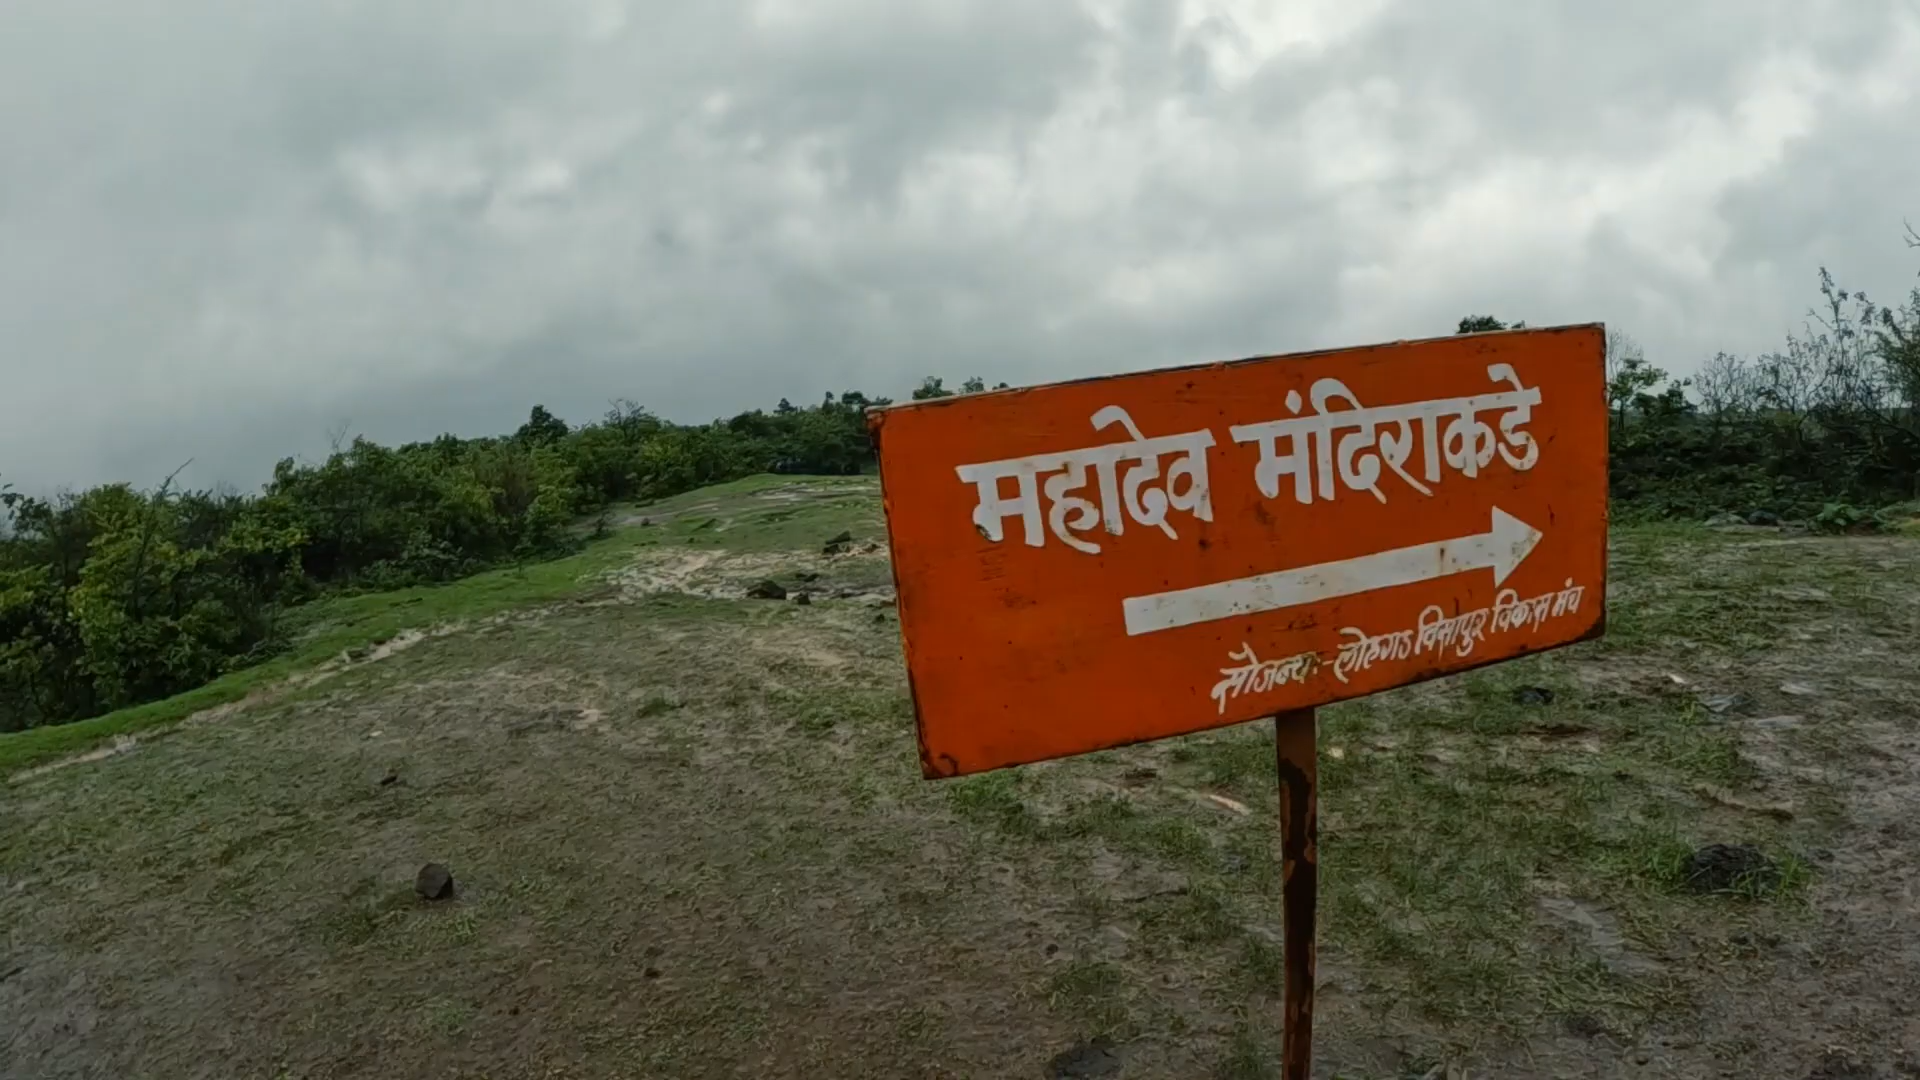 महादेव मंदिराकडे
सौजन्य:- लोहगड विसापुर विकास मंच